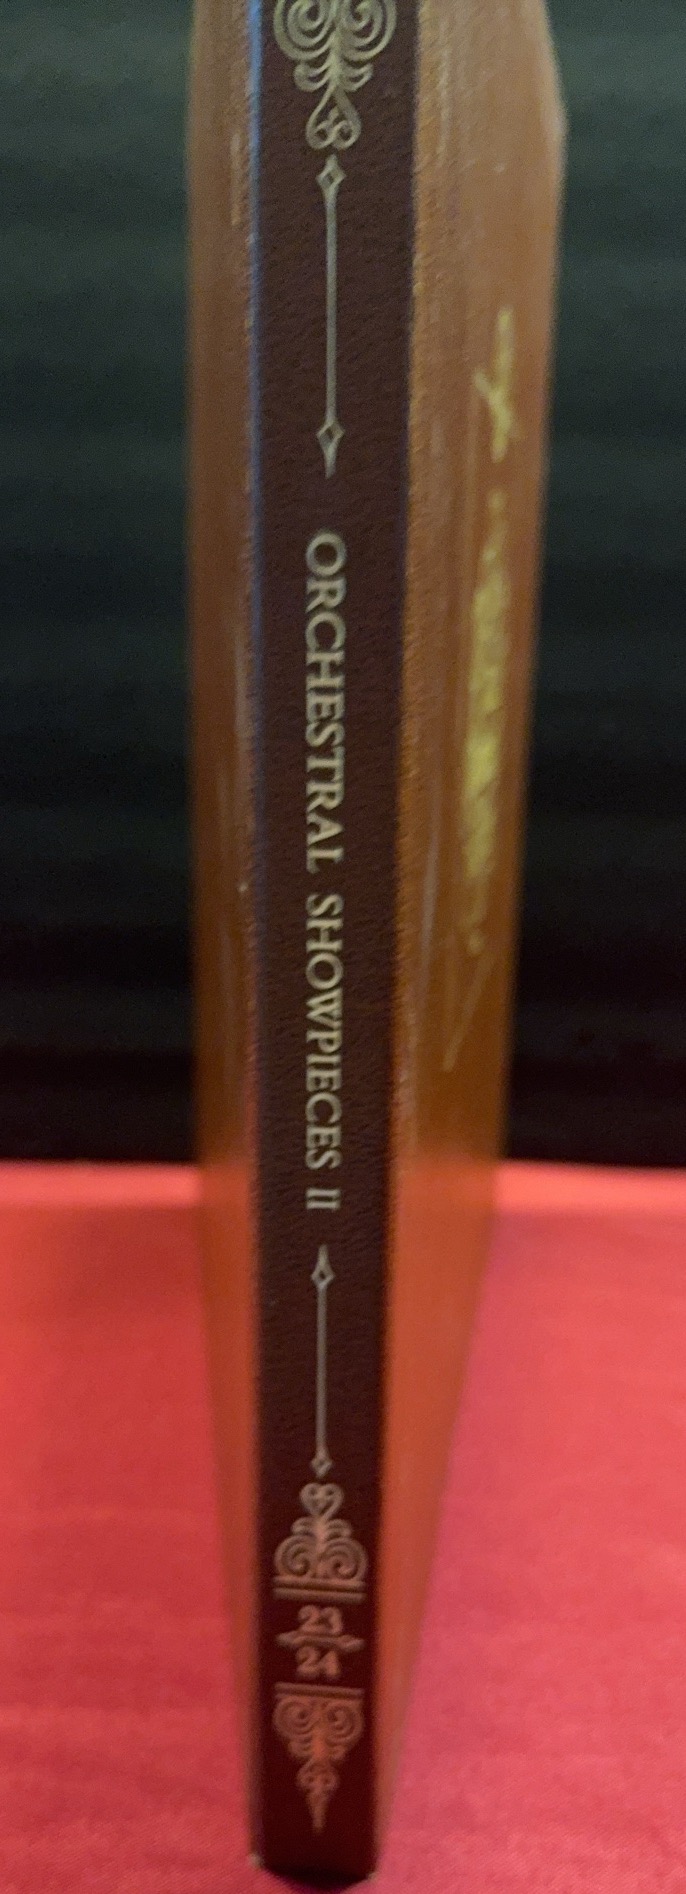 ORCHESTRAL SHOWPIECES II
23
24